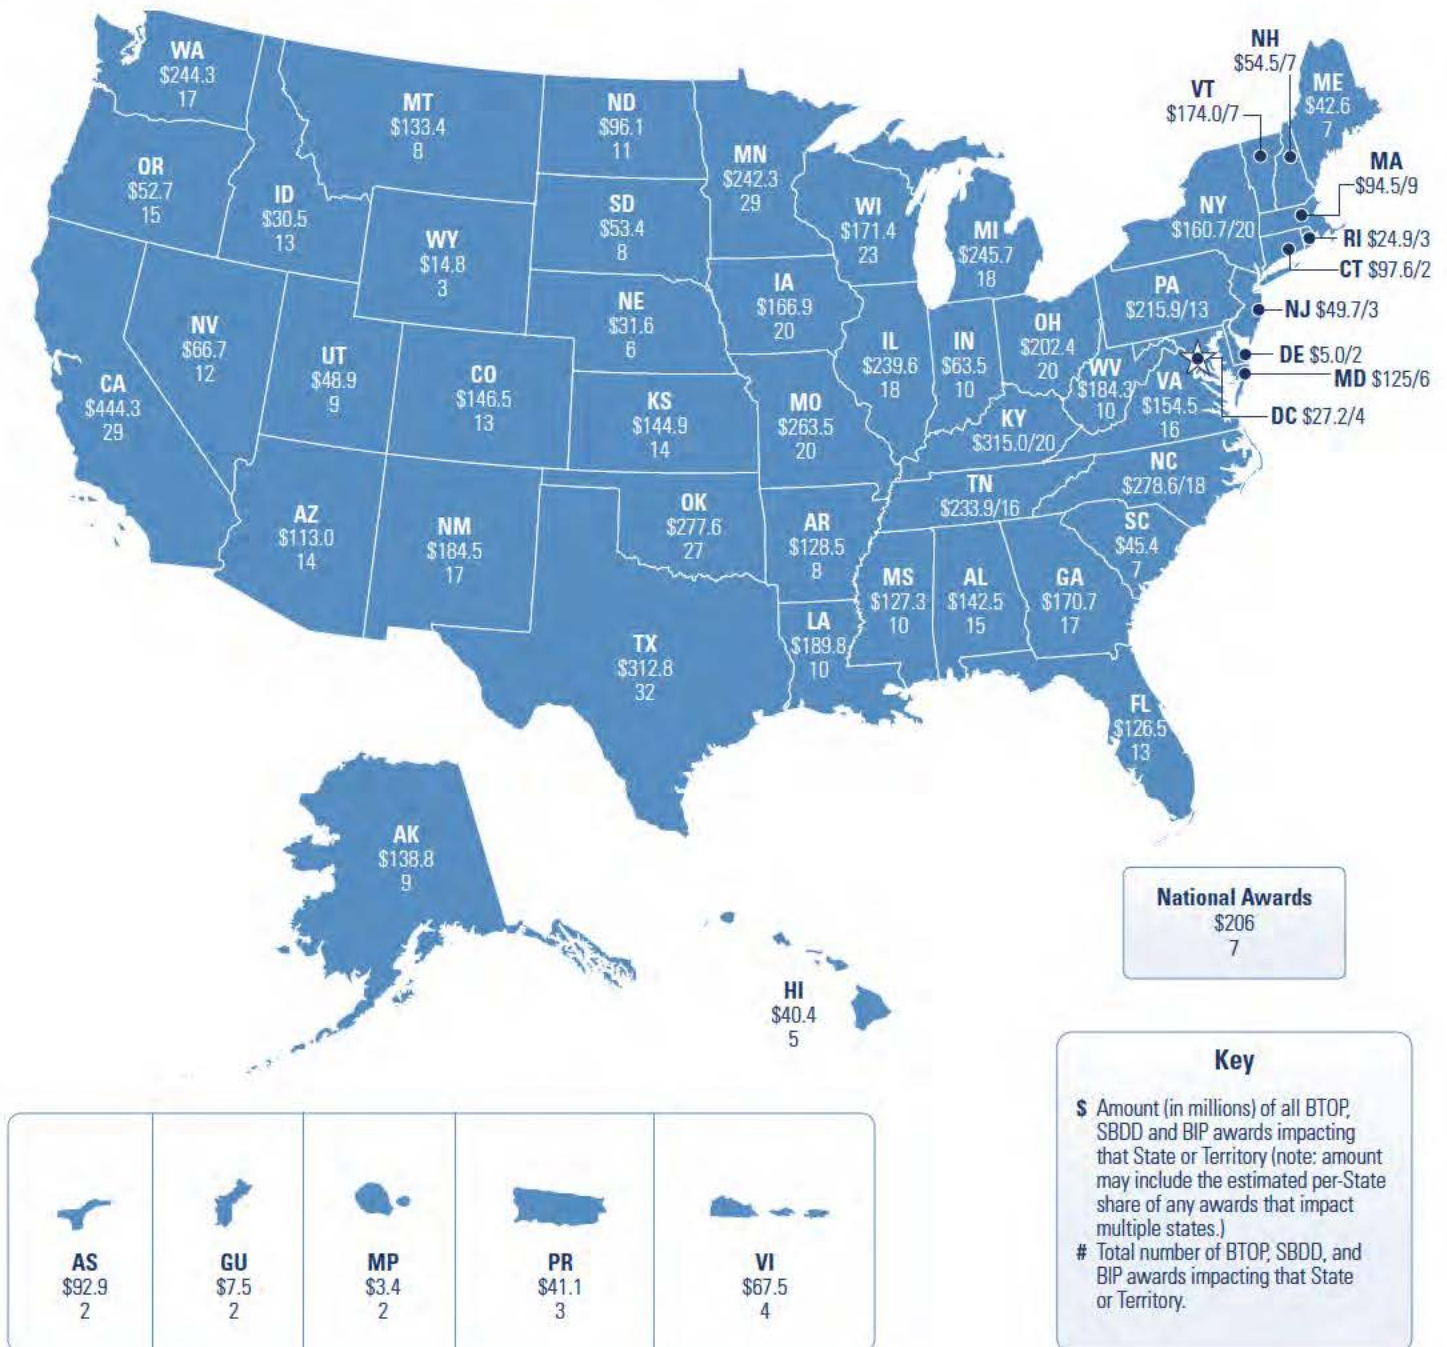 WA
$244.3
17
OR
$52.7
15
ID
$30.5
13
MT
$133.4
8
ND
$96.1
11
MN
$242.3
29
SD
$53.4
8
WY
$14.8
3
WI
$171.4
23
MI
$245.7
18
NY
$160.7/20
VT
$174.0/7
NH
$54.5/7
ME
$42.6
7
MA
$94.5/9
RI $24.9/3
CT $97.6/2
NJ $49.7/3
DE $5.0/2
MD $125/6
DC $27.2/4
PA
$215.9/13
CA
$444.3
29
NV
$66.7
12
UT
$48.9
9
CO
$146.5
13
NE
$31.6
6
IA
$166.9
20
IL
$239.6
18
IN
$63.5
10
OH
$202.4
20
WV
$184.3
10
VA
$154.5
16
KS
$144.9
14
MO
$263.5
20
KY
$315.0/20
NC
$278.6/18
TN
$233.9/16
SC
$45.4
7
AZ
$113.0
14
NM
$184.5
17
OK
$277.6
27
AR
$128.5
8
MS
$127.3
10
AL
$142.5
15
GA
$170.7
17
LA
$189.8
10
TX
$312.8
32
FL
$126.5
13
AK
$138.8
9
HI
$40.4
5
National Awards
$206
7
Key
$ Amount (in millions) of all BTOP,
SBDD and BIP awards impacting
that State or Territory (note: amount
may include the estimated per-State
share of any awards that impact
multiple states.)
# Total number of BTOP, SBDD, and
BIP awards impacting that State
or Territory.
AS
$92.9
2
GU
$7.5
2
MP
$3.4
2
PR
$41.1
3
VI
$67.5
4